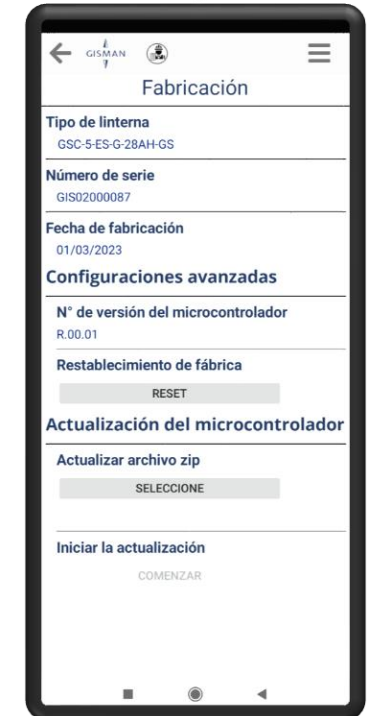 GISMAN
Fabricación
Tipo de linterna
GSC-5-ES-G-28AH-GS
Número de serie
GIS02000087
Fecha de fabricación
01/03/2023
Configuraciones avanzadas
N° de versión del microcontrolador
R.00.01
Restablecimiento de fábrica
RESET
Actualización del microcontrolador
Actualizar archivo zip
SELECCIONE
Iniciar la actualización
COMENZAR